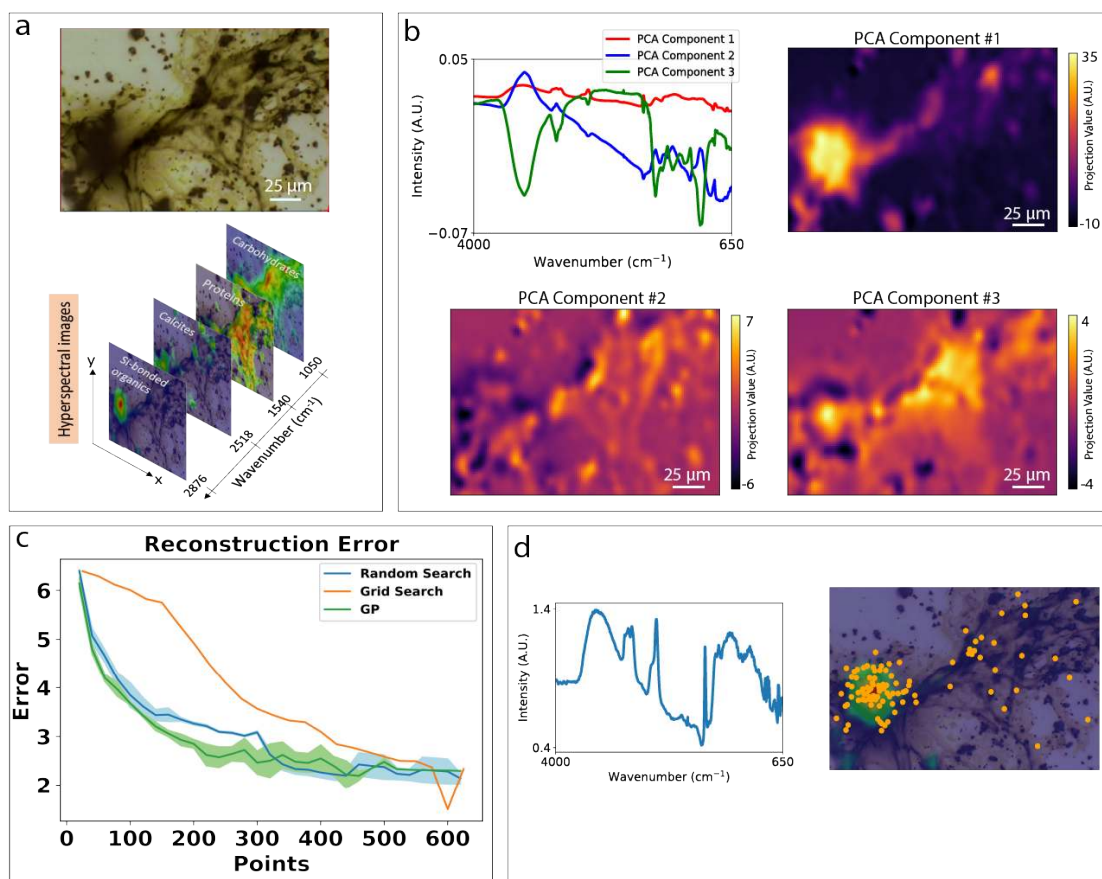 a
25 µm
Hyperspectral images
y
x
Si-bonded
organics
Calcites
Proteins
Carbohydrates
2876
2518
1540
1050
Wavenumber (cm⁻¹)
b
PCA Component 1
PCA Component 2
PCA Component 3
0.05
−0.07
4000
650
Intensity (A.U.)
Wavenumber (cm⁻¹)
PCA Component #1
25 µm
35
-10
Projection Value (A.U.)
PCA Component #2
25 µm
7
-6
Projection Value (A.U.)
PCA Component #3
25 µm
4
-4
Projection Value (A.U.)
c
Reconstruction Error
Random Search
Grid Search
GP
Error
6
5
4
3
2
0 100 200 300 400 500 600
Points
d
1.4
0.4
4000
650
Intensity (A.U.)
Wavenumber (cm⁻¹)